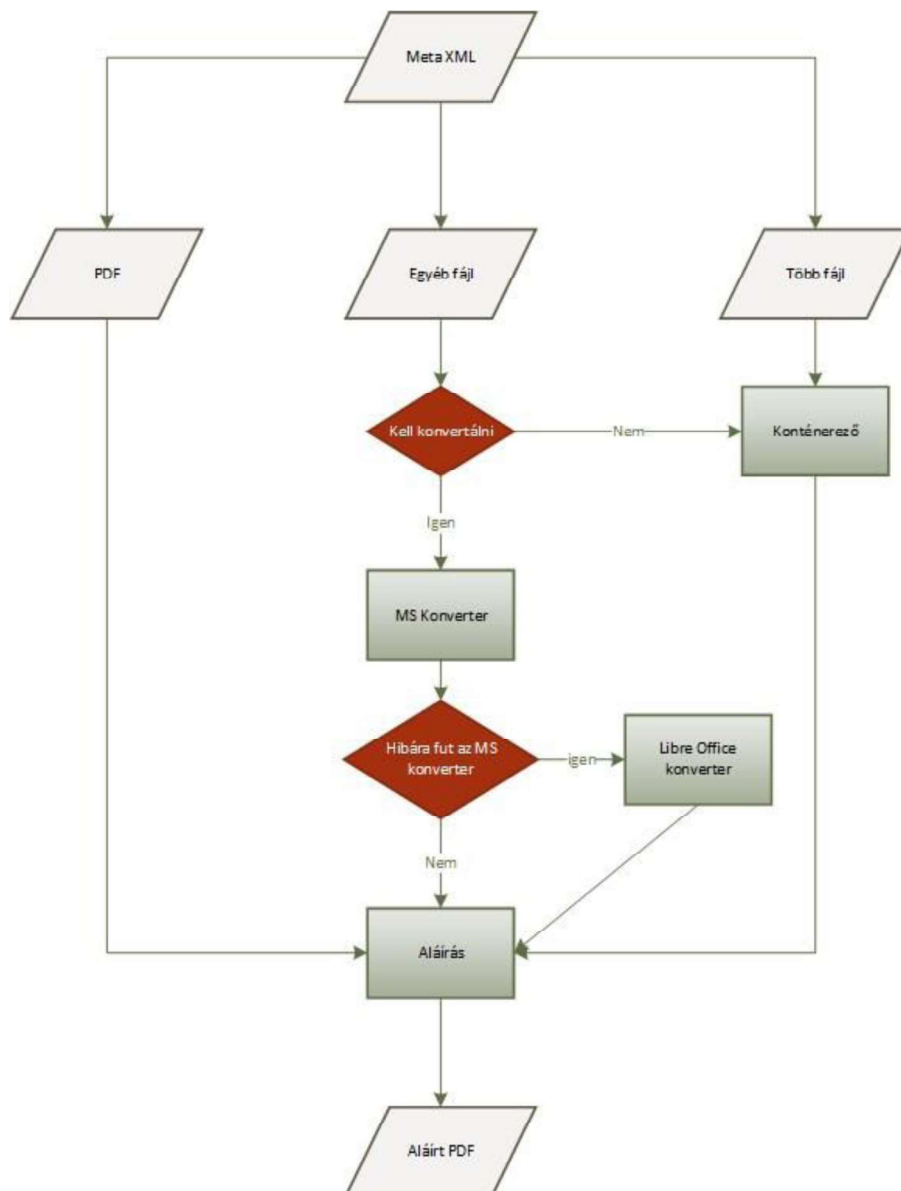 Meta XML
PDF
Egyéb fájl
Több fájl
Kell konvertálni
Nem
Konténerező
Igen
MS Konverter
Hibára fut az MS
konverter
igen
Libre Office
konverter
Nem
Aláírás
Aláírt PDF